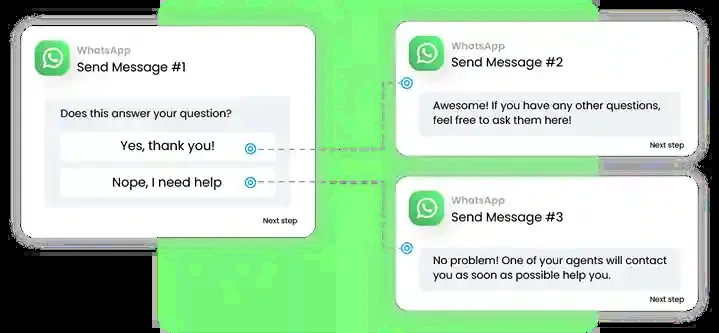 WhatsApp
Send Message #1
Does this answer your question?
Yes, thank you!
Nope, I need help
Next step
WhatsApp
Send Message #2
Awesome! If you have any other questions,
feel free to ask them here!
Next step
WhatsApp
Send Message #3
No problem! One of your agents will contact
you as soon as possible help you.
Next step